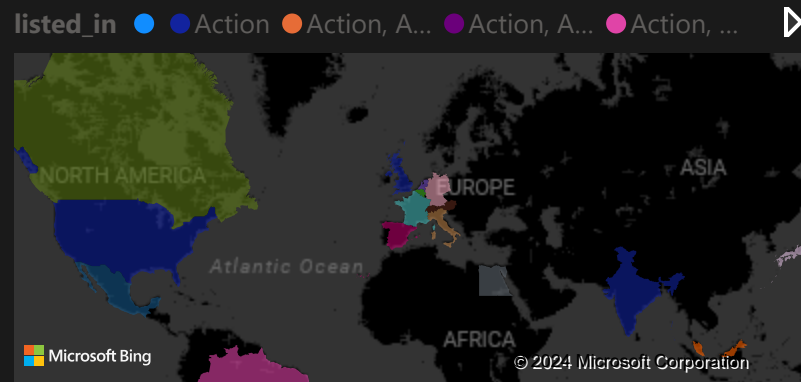 listed_in Action Action, A... Action, A... Action, ...
NORTH AMERICA
EUROPE
ASIA
Atlantic Ocean
AFRICA
Microsoft Bing
© 2024 Microsoft Corporation